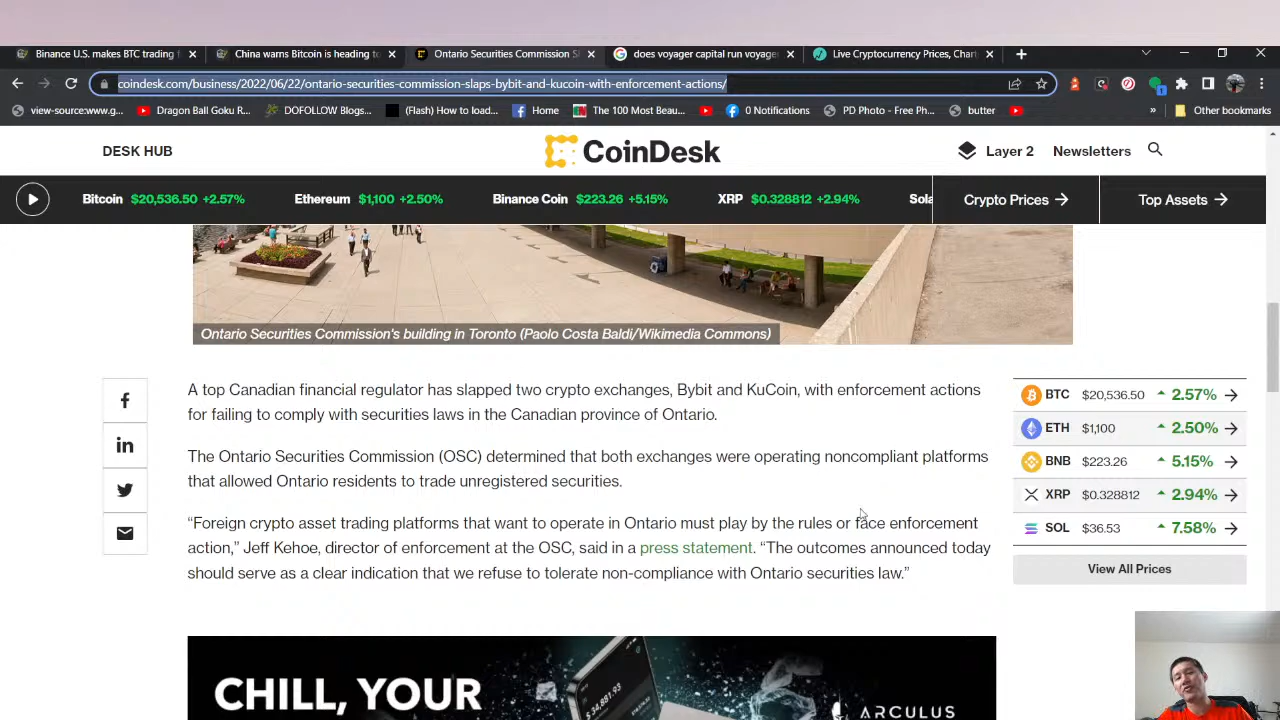 Binance U.S. makes BTC trading f
China warns Bitcoin is heading to
Ontario Securities Commission Sl
does voyager capital run voyager
Live Cryptocurrency Prices, Chart
coindesk.com/business/2022/06/22/ontario-securities-commission-slaps-bybit-and-kucoin-with-enforcement-actions/
view-source:www.g...
Dragon Ball Goku R...
DOFOLLOW Blogs...
(Flash) How to load...
Home
The 100 Most Beau...
0 Notifications
PD Photo - Free Ph...
butter
»
Other bookmarks
DESK HUB
CoinDesk
Layer 2
Newsletters
Bitcoin $20,536.50 +2.57%
Ethereum $1,100 +2.50%
Binance Coin $223.26 +5.15%
XRP $0.328812 +2.94%
Sola
Crypto Prices
Top Assets
Ontario Securities Commission's building in Toronto (Paolo Costa Baldi/Wikimedia Commons)
A top Canadian financial regulator has slapped two crypto exchanges, Bybit and KuCoin, with enforcement actions
for failing to comply with securities laws in the Canadian province of Ontario.
The Ontario Securities Commission (OSC) determined that both exchanges were operating noncompliant platforms
that allowed Ontario residents to trade unregistered securities.
“Foreign crypto asset trading platforms that want to operate in Ontario must play by the rules or face enforcement
action,” Jeff Kehoe, director of enforcement at the OSC, said in a press statement. “The outcomes announced today
should serve as a clear indication that we refuse to tolerate non-compliance with Ontario securities law.”
BTC $20,536.50 2.57%
ETH $1,100 2.50%
BNB $223.26 5.15%
XRP $0.328812 2.94%
SOL $36.53 7.58%
View All Prices
CHILL, YOUR
34,881.93
ARCULUS